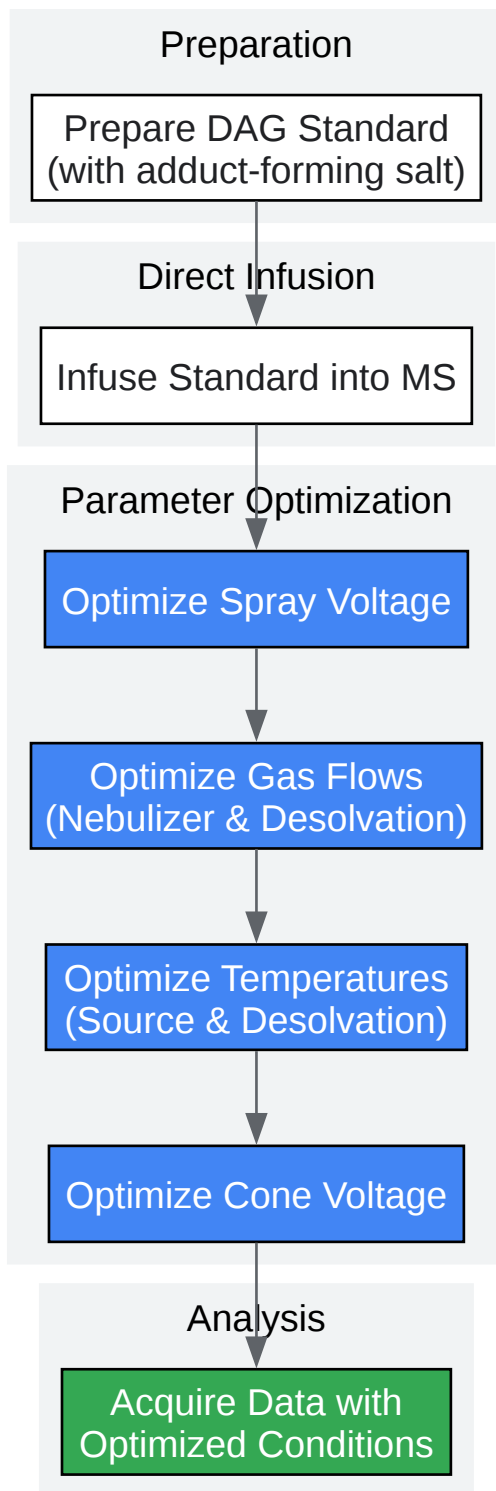 Preparation
Prepare DAG Standard
(with adduct-forming salt)
Direct Infusion
Infuse Standard into MS
Parameter Optimization
Optimize Spray Voltage
Optimize Gas Flows
(Nebulizer & Desolvation)
Optimize Temperatures
(Source & Desolvation)
Optimize Cone Voltage
Analysis
Acquire Data with
Optimized Conditions